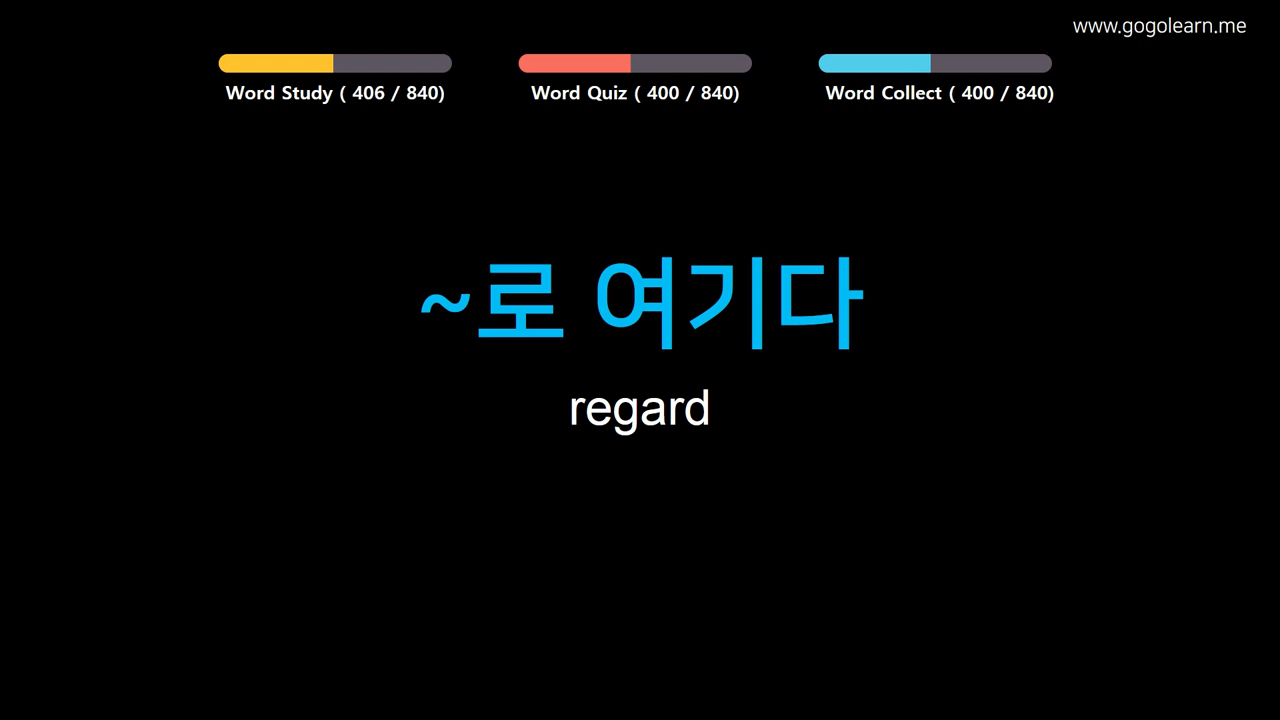 www.gogolearn.me
Word Study ( 406 / 840)
Word Quiz ( 400 / 840)
Word Collect ( 400 / 840)
~로 여기다
regard